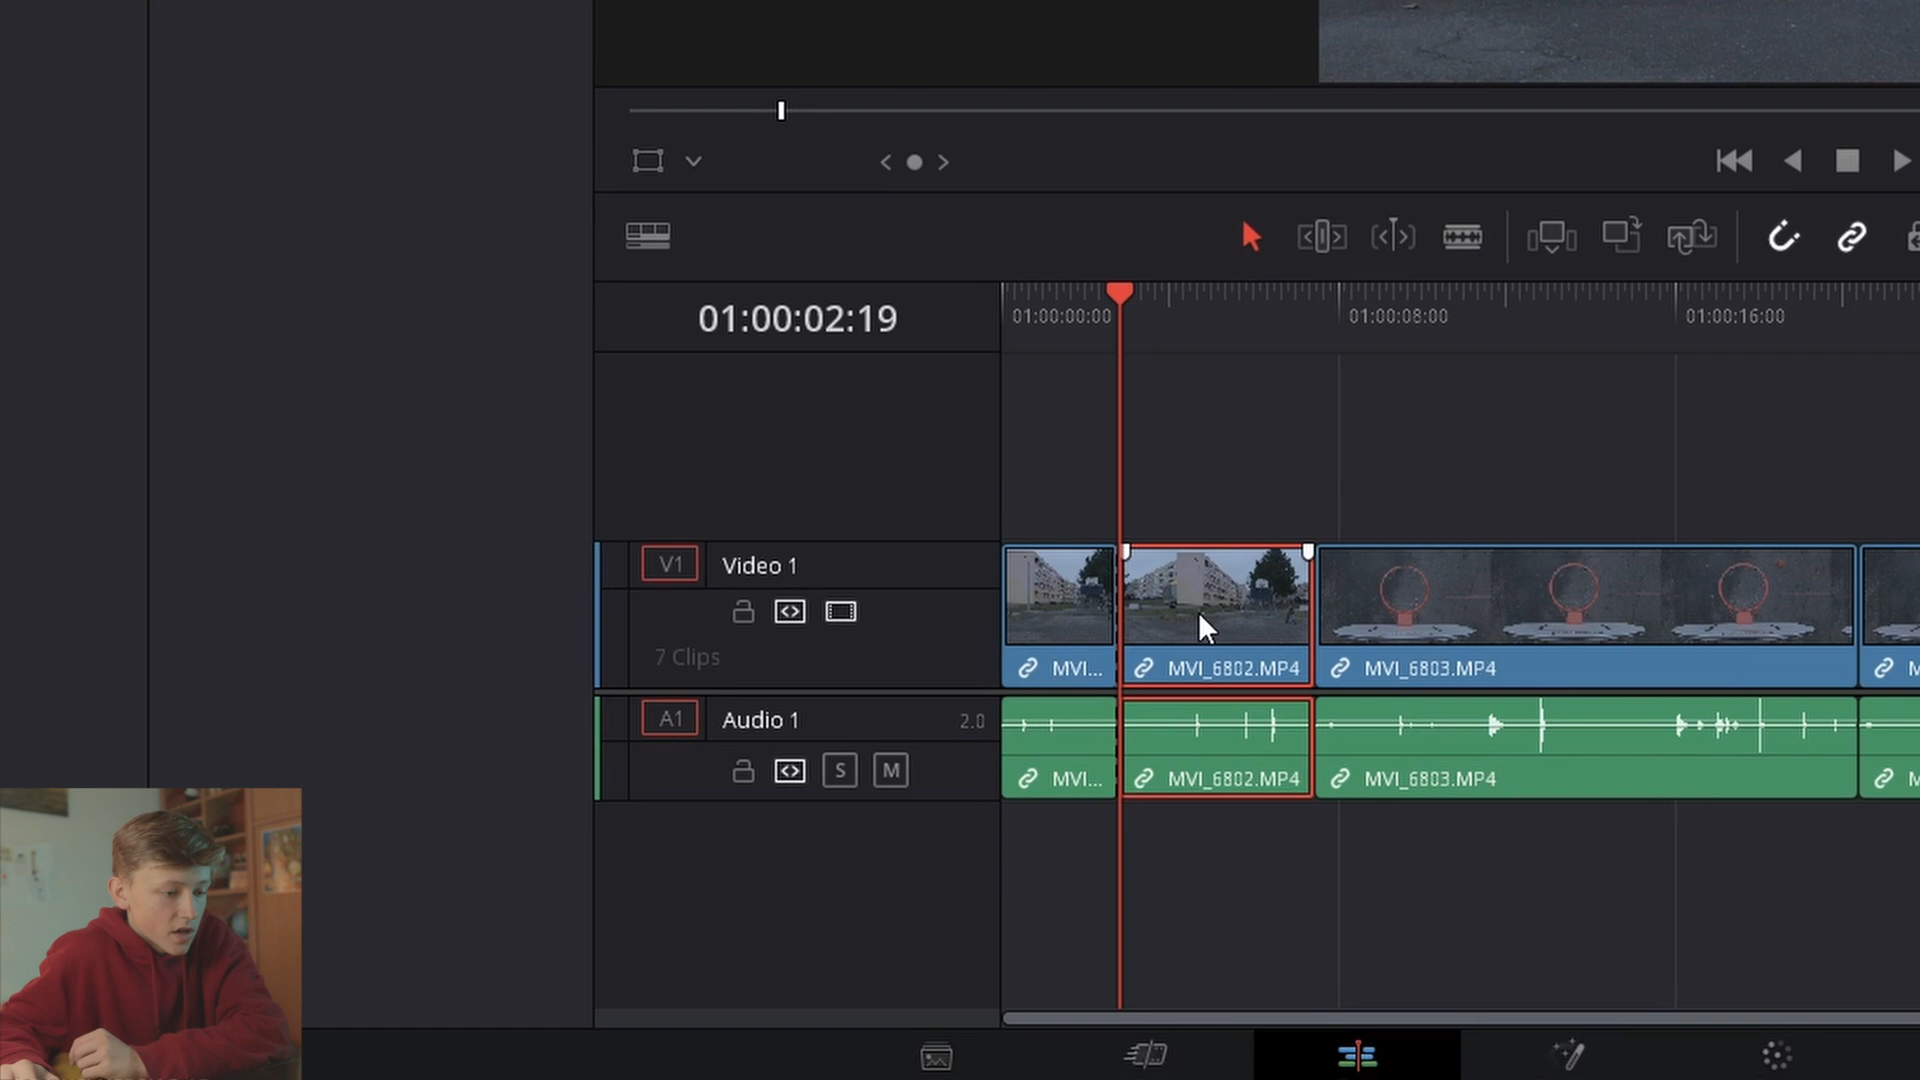 01:00:02:19
01:00:00:00
01:00:08:00
01:00:16:00
V1
Video 1
7 Clips
MVI...
MVI_6802.MP4
MVI_6803.MP4
M
A1
Audio 1
2.0
S
M
MVI...
MVI_6802.MP4
MVI_6803.MP4
M